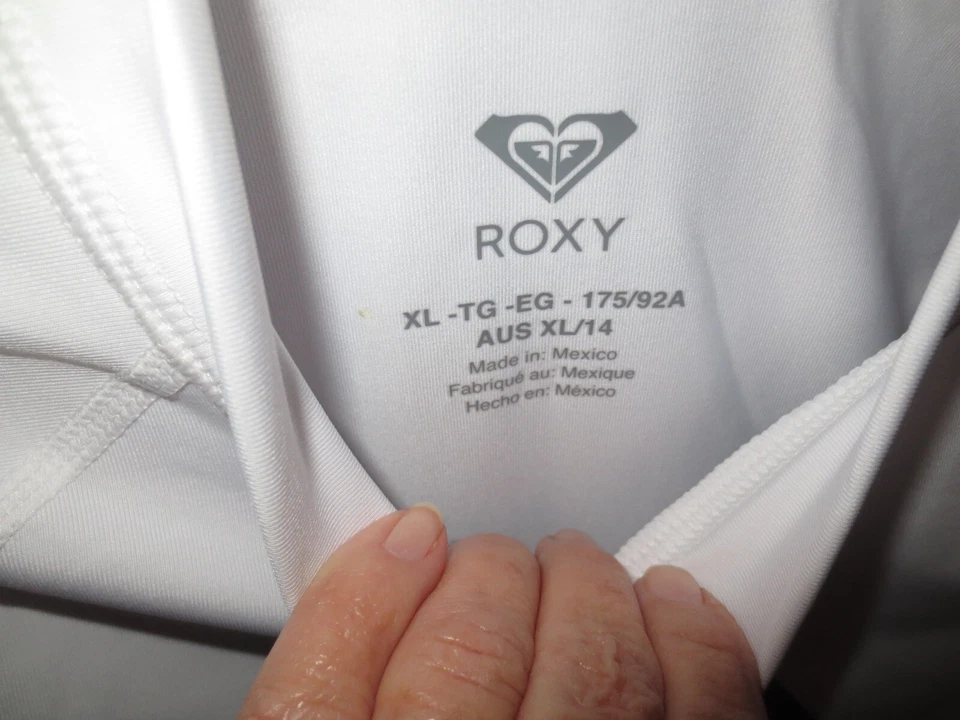 ROXY
XL -TG -EG - 175/92A
AUS XL/14
Made in: Mexico
Fabriqué au: Mexique
Hecho en: México